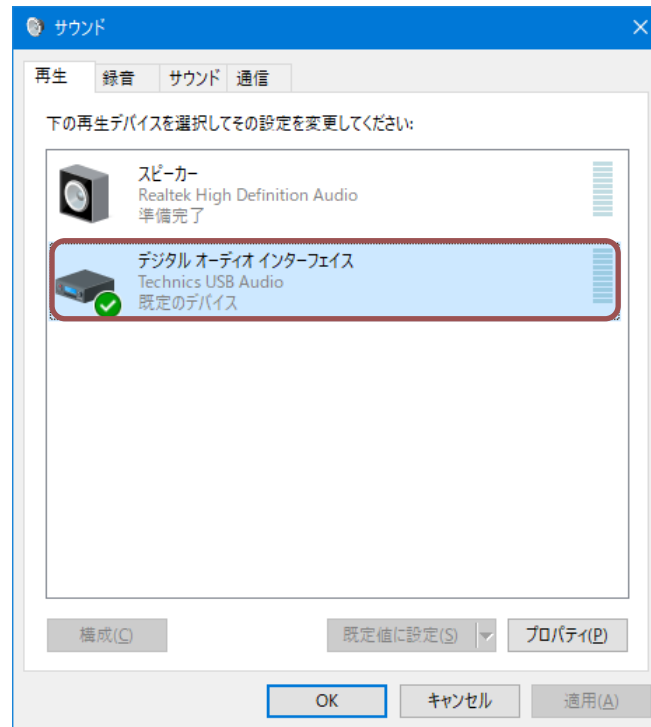 サウンド
再生 録音 サウンド 通信
下の再生デバイスを選択してその設定を変更してください:
スピーカー
Realtek High Definition Audio
準備完了
デジタル オーディオ インターフェイス
Technics USB Audio
既定のデバイス
構成(C) 既定値に設定(S) プロパティ(P)
OK キャンセル 適用(A)